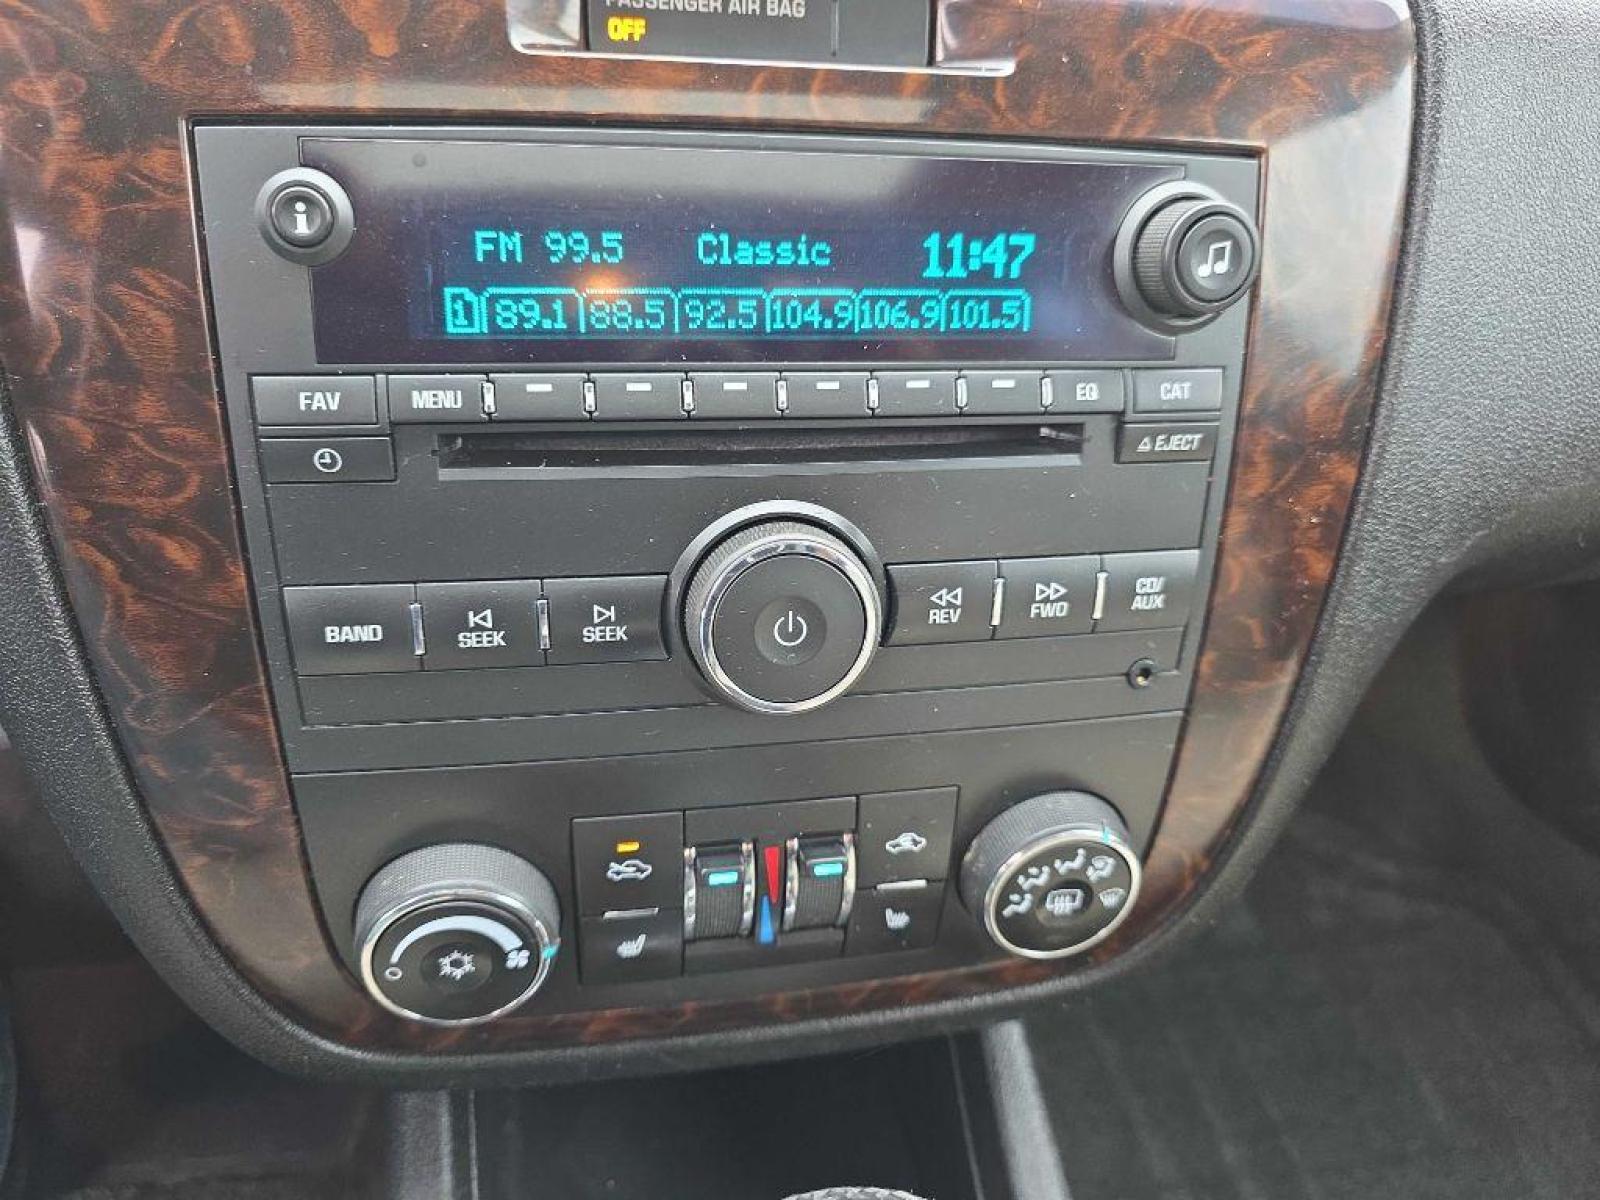 PASSENGER AIR BAG
OFF
i
FM 99.5 Classic 11:47
1 89.1 88.5 92.5 104.9 106.9 101.5
FAV MENU EQ CAT
EJECT
BAND SEEK SEEK REV FWD CD/
AUX